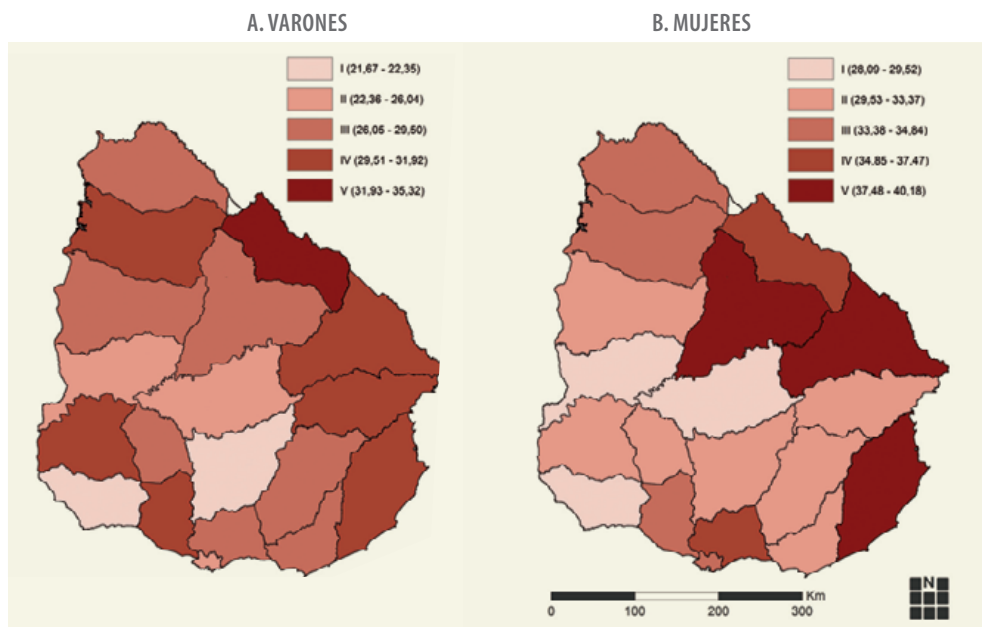 A. VARONES
I (21,67 - 22,35)
II (22,36 - 26,04)
III (26,05 - 29,50)
IV (29,51 - 31,92)
V (31,93 - 35,32)
B. MUJERES
I (28,09 - 29,52)
II (29,53 - 33,37)
III (33,38 - 34,84)
IV (34,85 - 37,47)
V (37,48 - 40,18)
Km
0 100 200 300
N